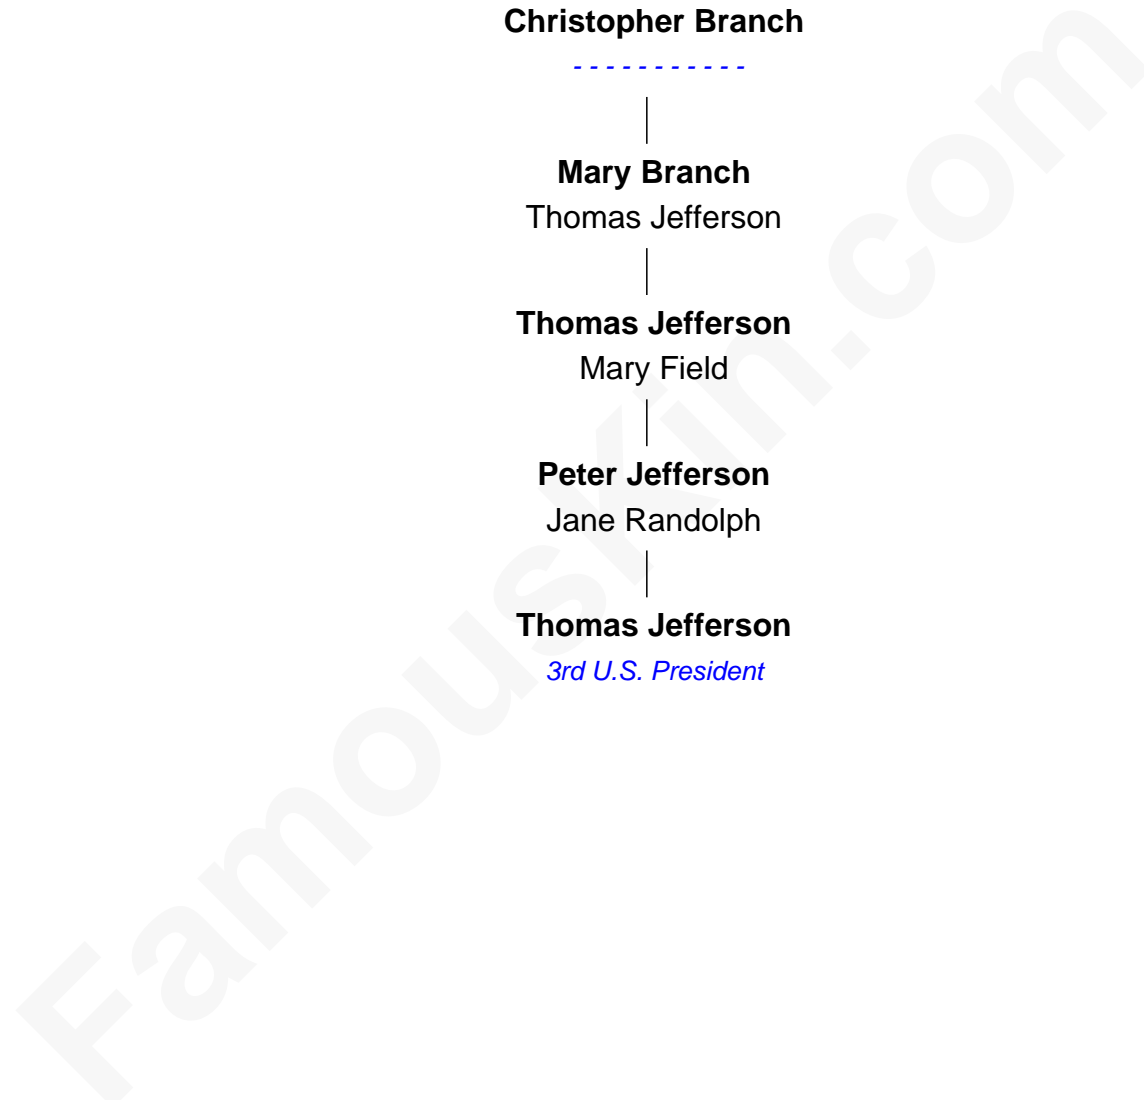 Christopher Branch
- - - - - - - - - - -
Mary Branch
Thomas Jefferson
Thomas Jefferson
Mary Field
Peter Jefferson
Jane Randolph
Thomas Jefferson
3rd U.S. President
FamousKin.com